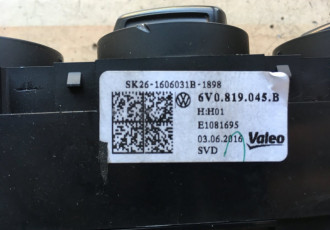 SK26-1606031B-1898
6V0.819.045.B
H:H01
E1081695
03.06.2016
SVD
Valeo